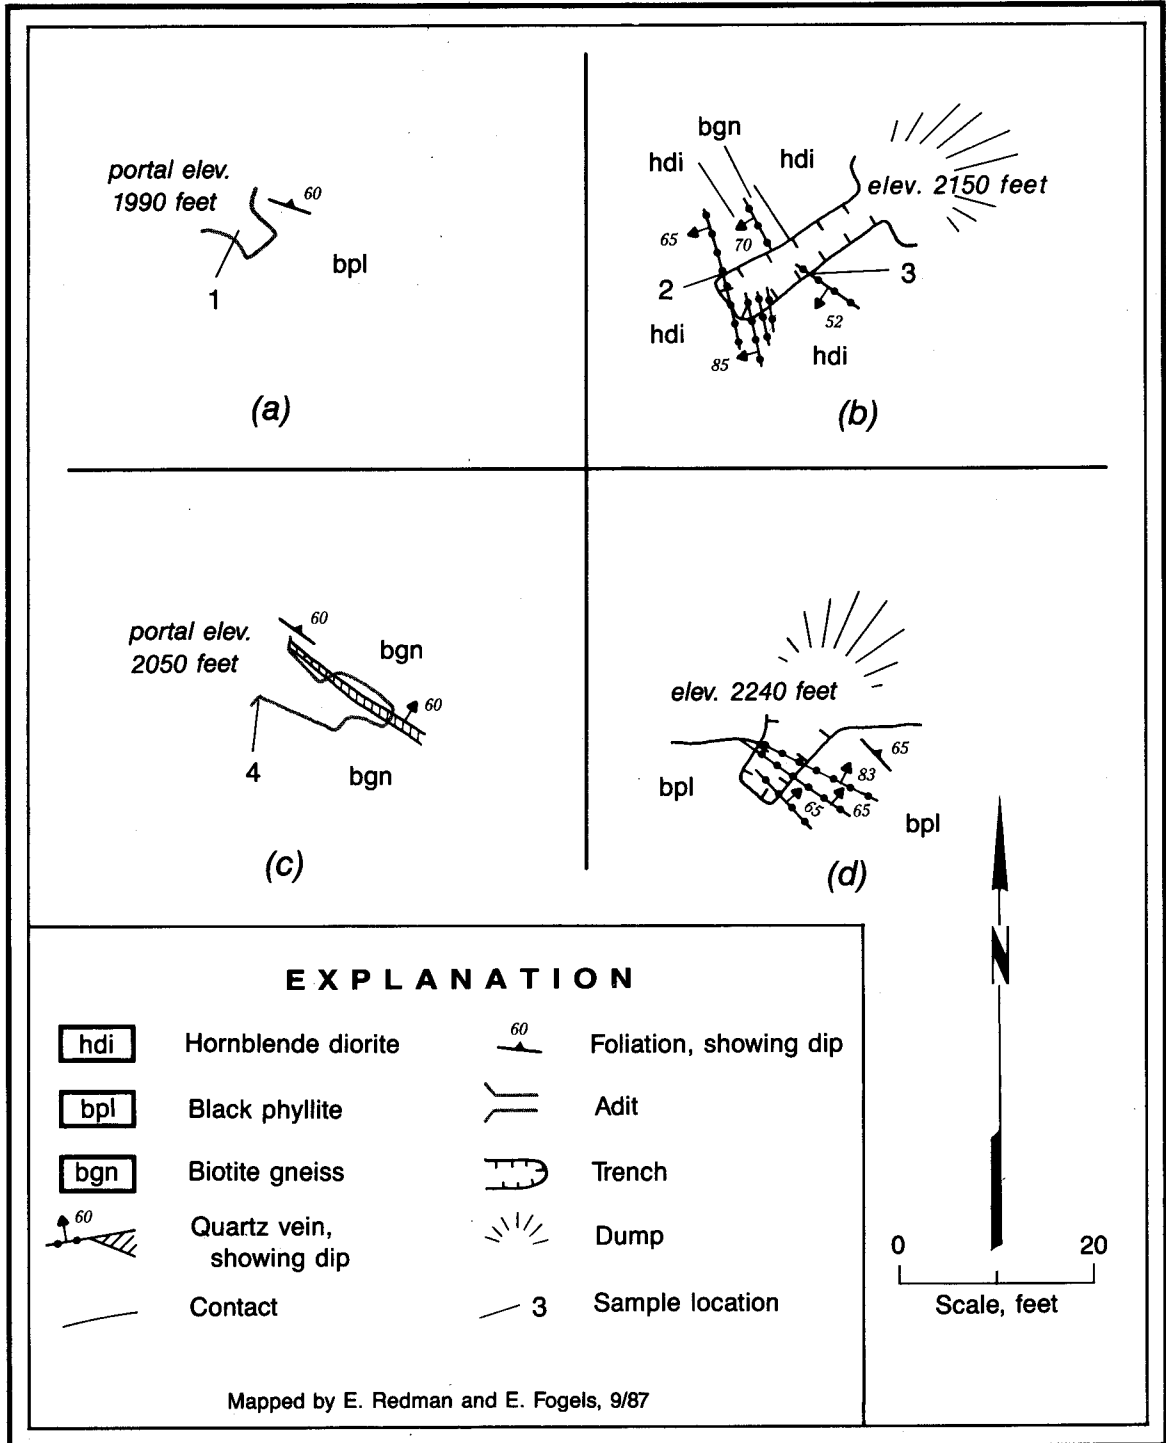 portal elev.
1990 feet
60
bpl
1
(a)
bgn
hdi
hdi
elev. 2150 feet
65
70
2
3
hdi
52
hdi
85
(b)
portal elev.
2050 feet
60
bgn
60
4
bgn
(c)
elev. 2240 feet
65
bpl
83
65
65
bpl
(d)
N
EXPLANATION
hdi Hornblende diorite
bpl Black phyllite
bgn Biotite gneiss
60 Quartz vein,
showing dip
Contact
60 Foliation, showing dip
Adit
Trench
Dump
3 Sample location
Mapped by E. Redman and E. Fogels, 9/87
0 20
Scale, feet